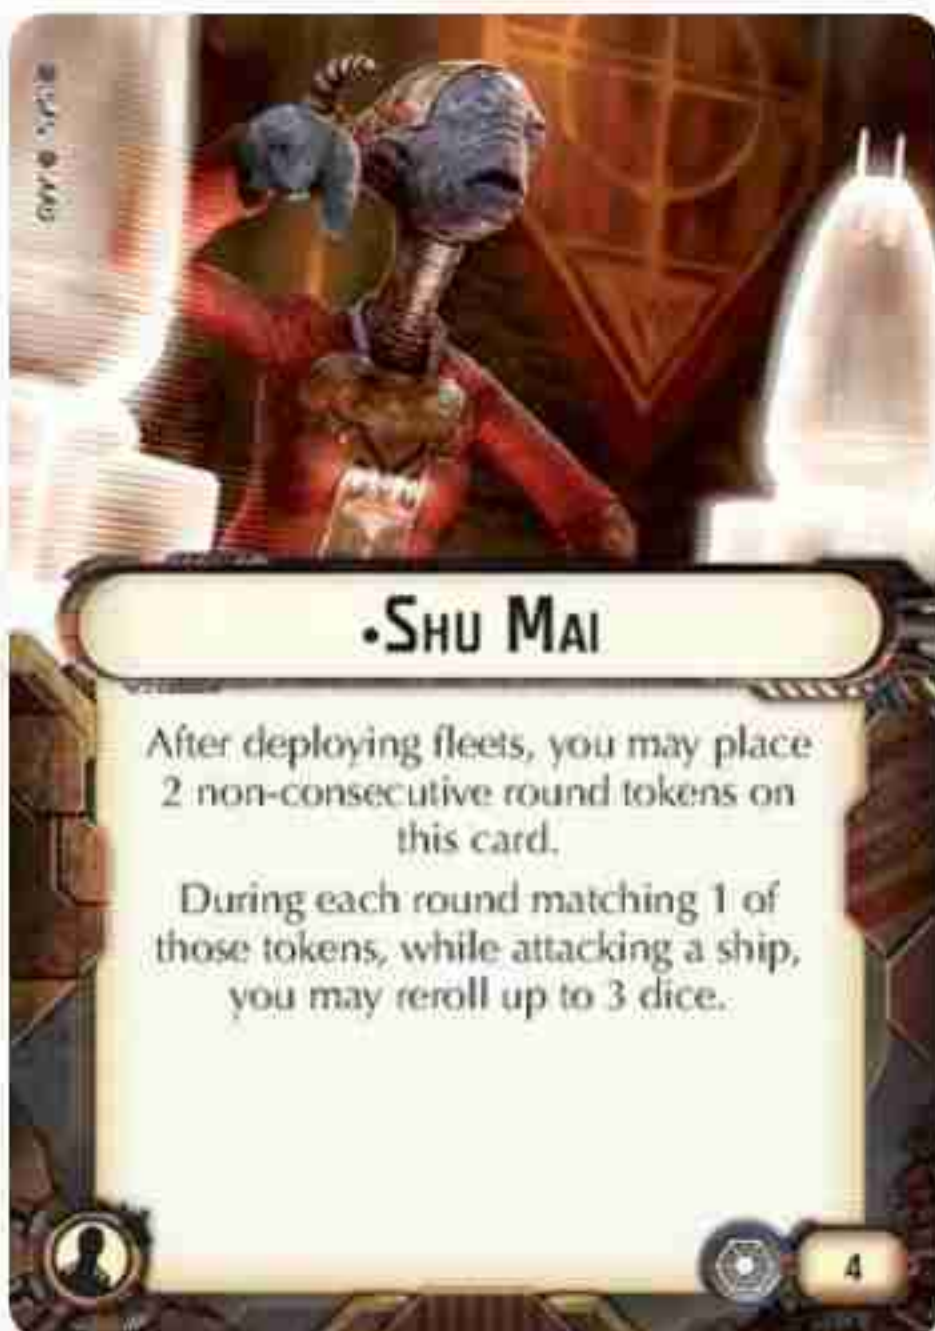 •Shu Mai
After deploying fleets, you may place
2 non-consecutive round tokens on
this card.
During each round matching 1 of
those tokens, while attacking a ship,
you may reroll up to 3 dice.
4